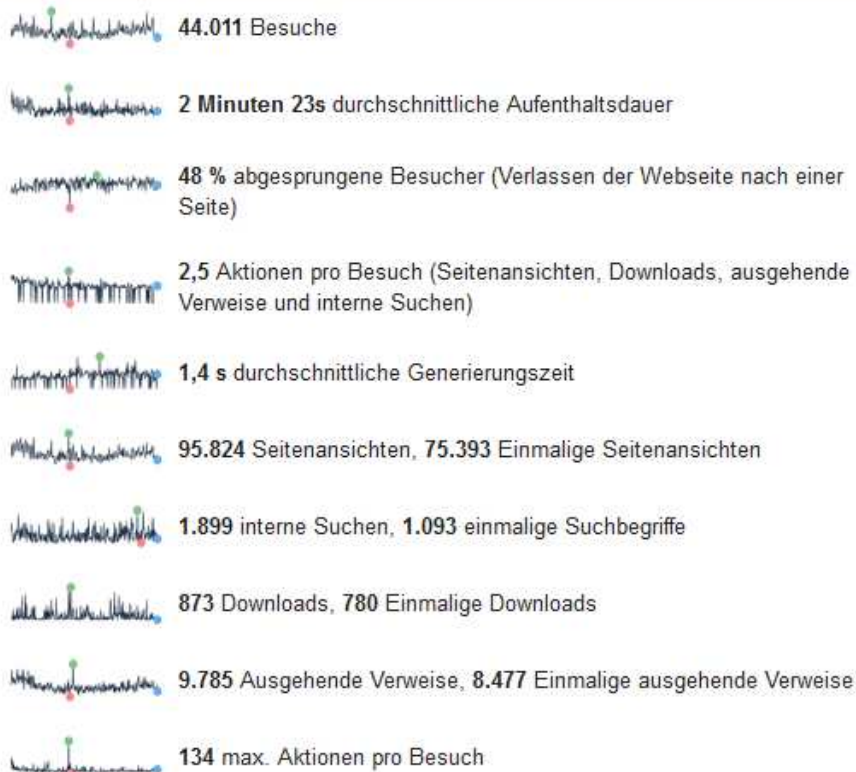 44.011 Besuche
2 Minuten 23s durchschnittliche Aufenthaltsdauer
48 % abgesprungene Besucher (Verlassen der Webseite nach einer
Seite)
2,5 Aktionen pro Besuch (Seitenansichten, Downloads, ausgehende
Verweise und interne Suchen)
1,4 s durchschnittliche Generierungszeit
95.824 Seitenansichten, 75.393 Einmalige Seitenansichten
1.899 interne Suchen, 1.093 einmalige Suchbegriffe
873 Downloads, 780 Einmalige Downloads
9.785 Ausgehende Verweise, 8.477 Einmalige ausgehende Verweise
134 max. Aktionen pro Besuch